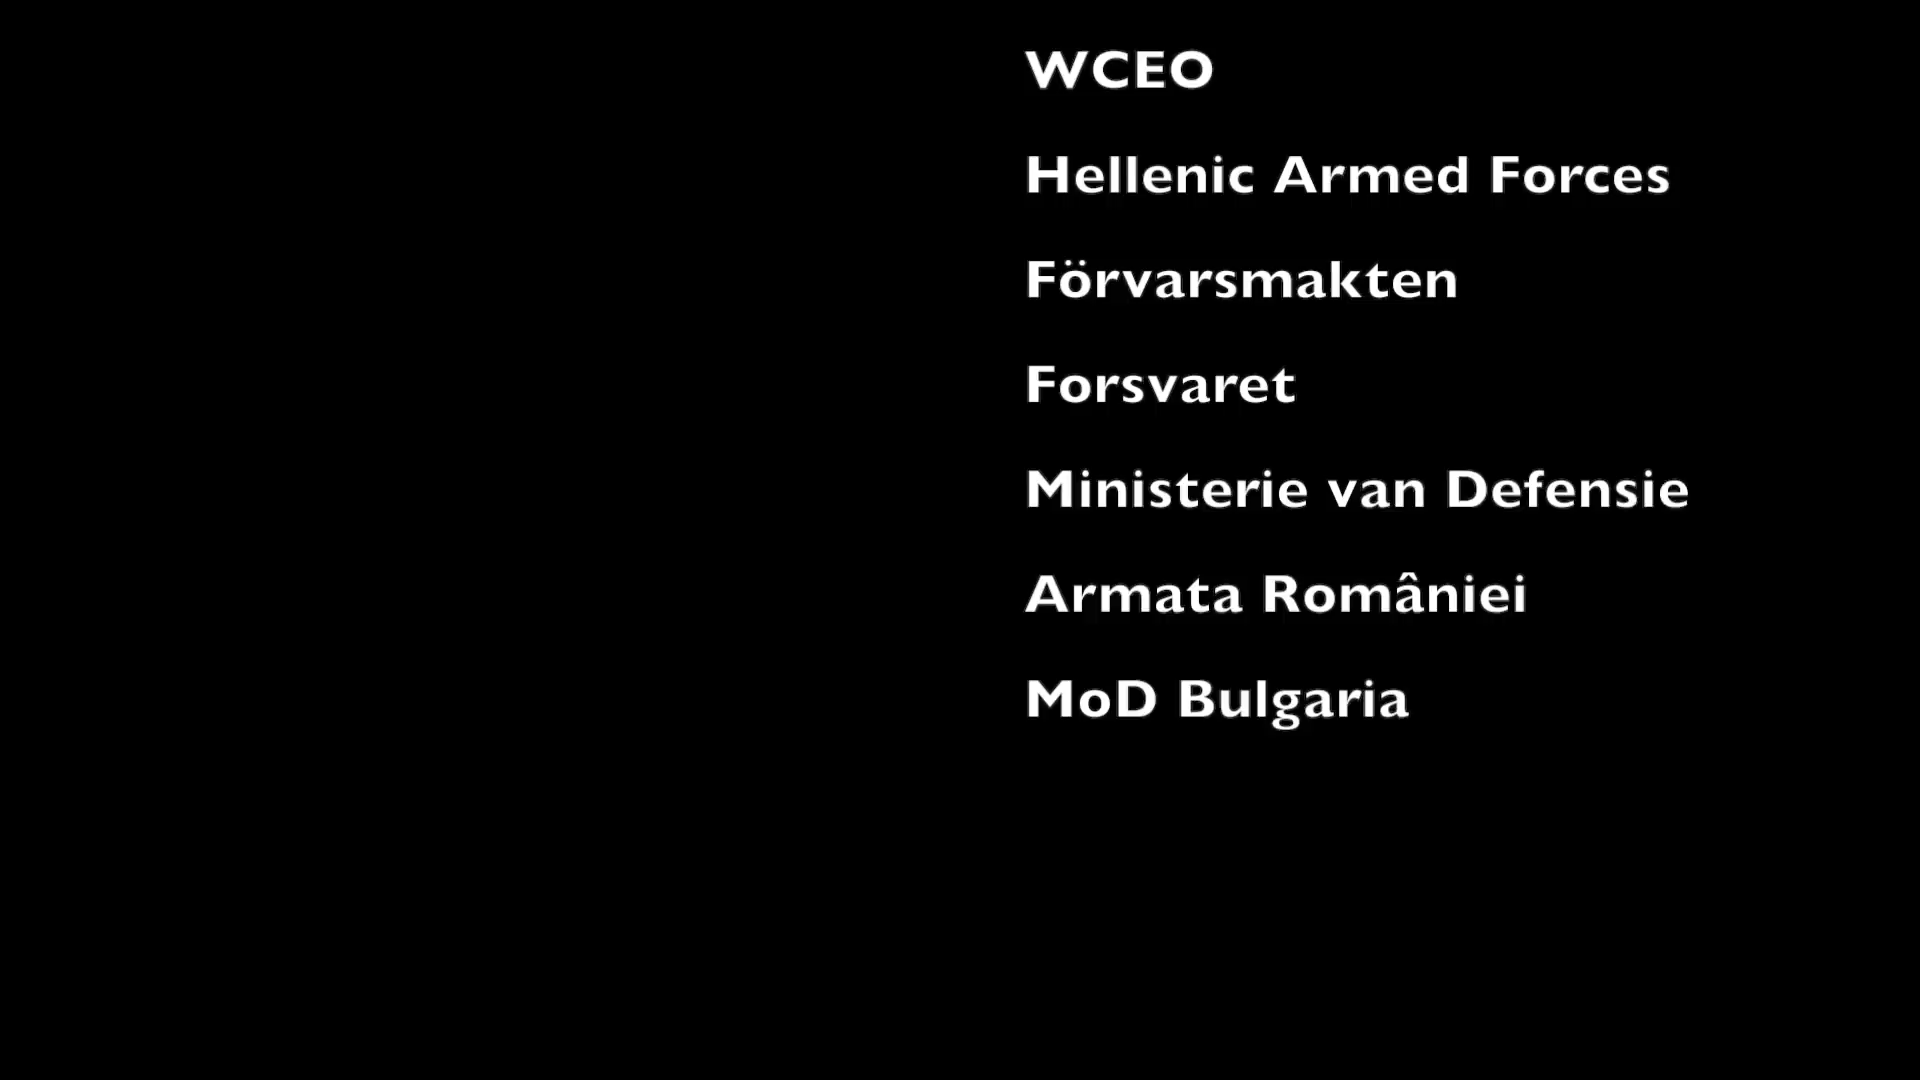 WCEO
Hellenic Armed Forces
Förvarsmakten
Forsvaret
Ministerie van Defensie
Armata României
MoD Bulgaria